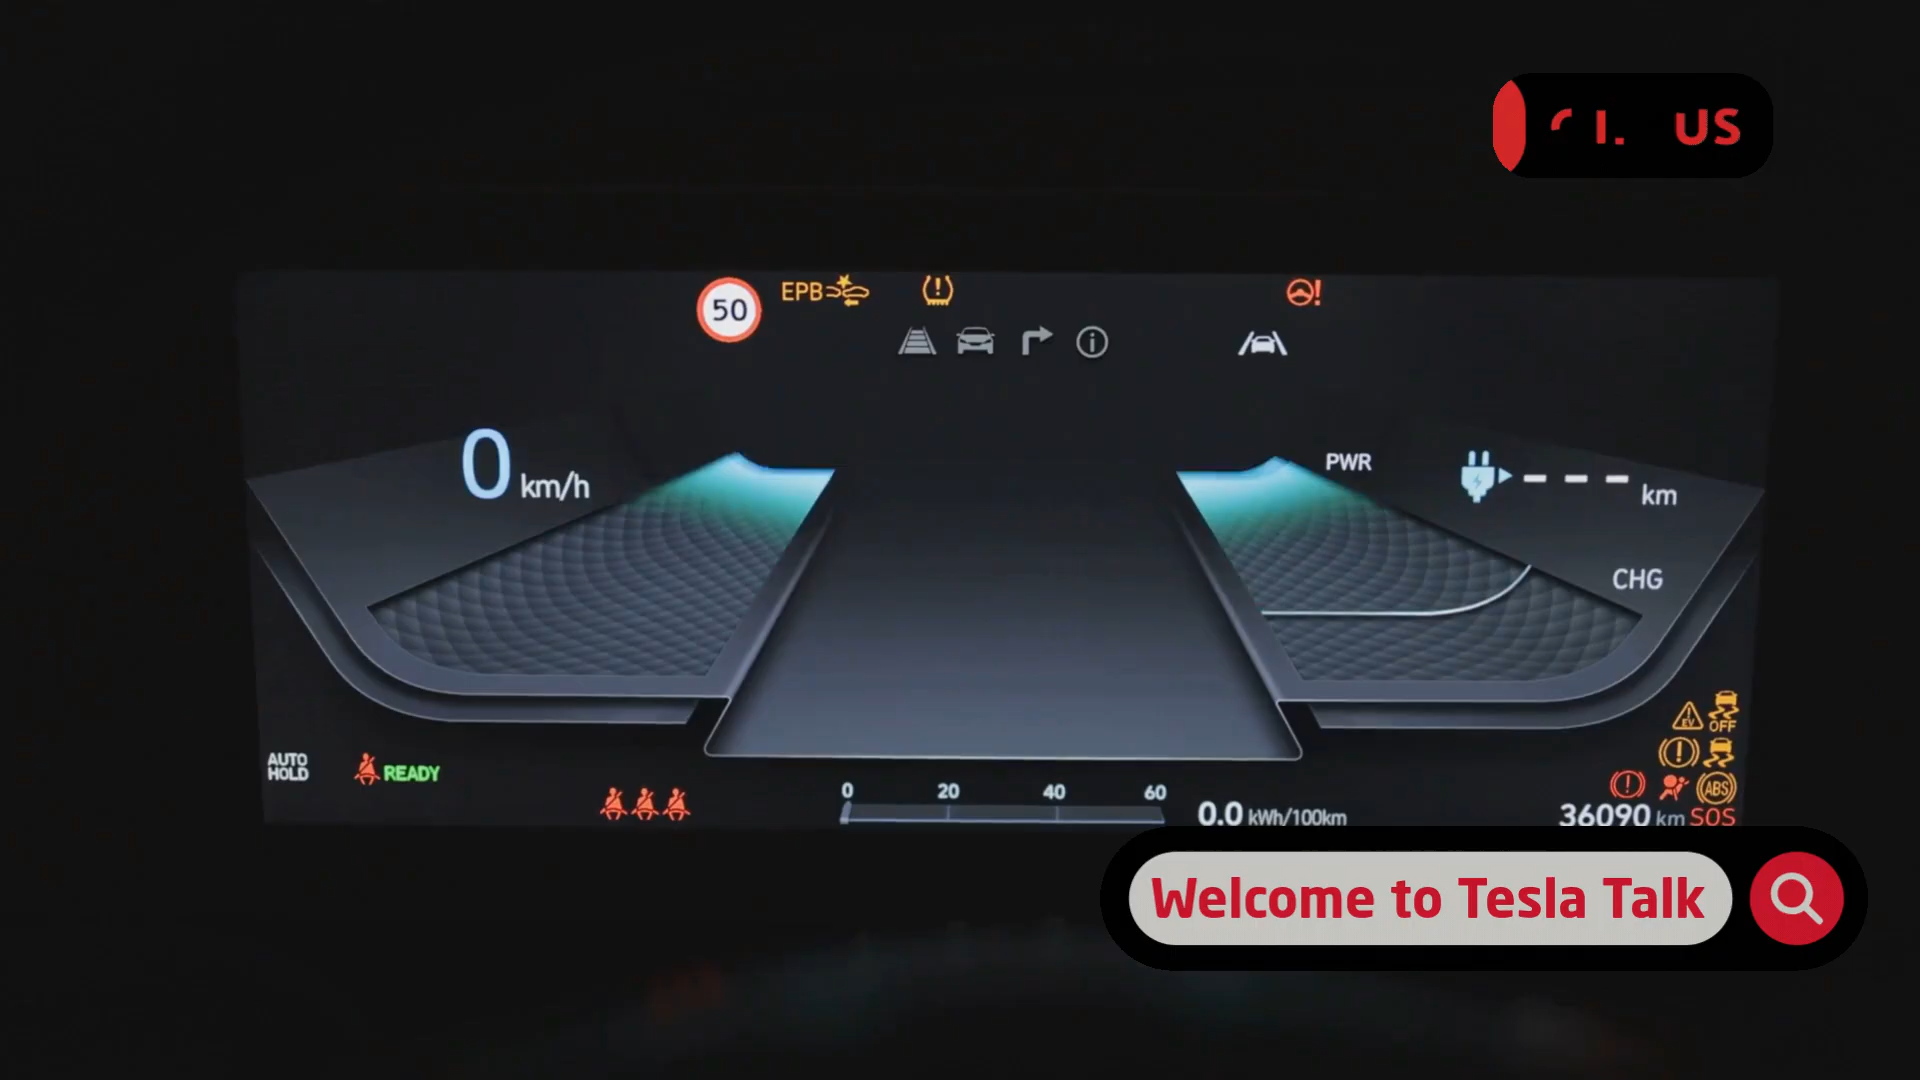 US
50
EPB
0 km/h
PWR
--- km
CHG
EV
OFF
AUTO
HOLD
READY
ABS
0 20 40 60
0.0 kWh/100km
36090 km SOS
Welcome to Tesla Talk